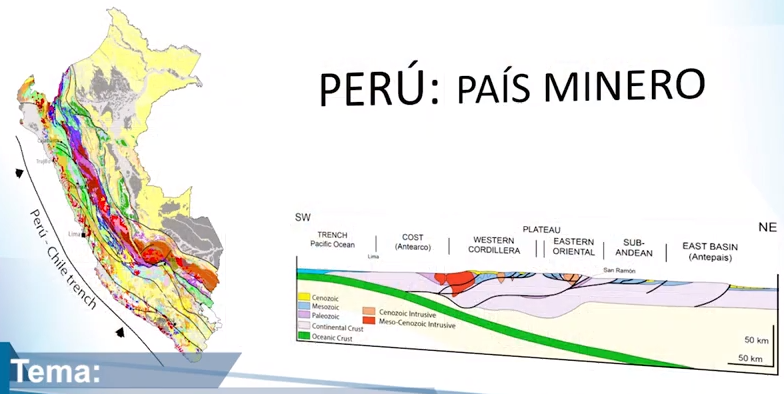 PERÚ: PAÍS MINERO
Lima
Perú - Chile trench
SW
NE
TRENCH
Pacific Ocean
COST
(Antearco)
Lima
WESTERN
CORDILLERA
PLATEAU
EASTERN
ORIENTAL
SUB-
ANDEAN
San Ramón
EAST BASIN
(Antepais)
Cenozoic
Mesozoic
Paleozoic
Continental Crust
Oceanic Crust
Cenozoic Intrusive
Meso-Cenozoic Intrusive
50 km
50 km
Tema: